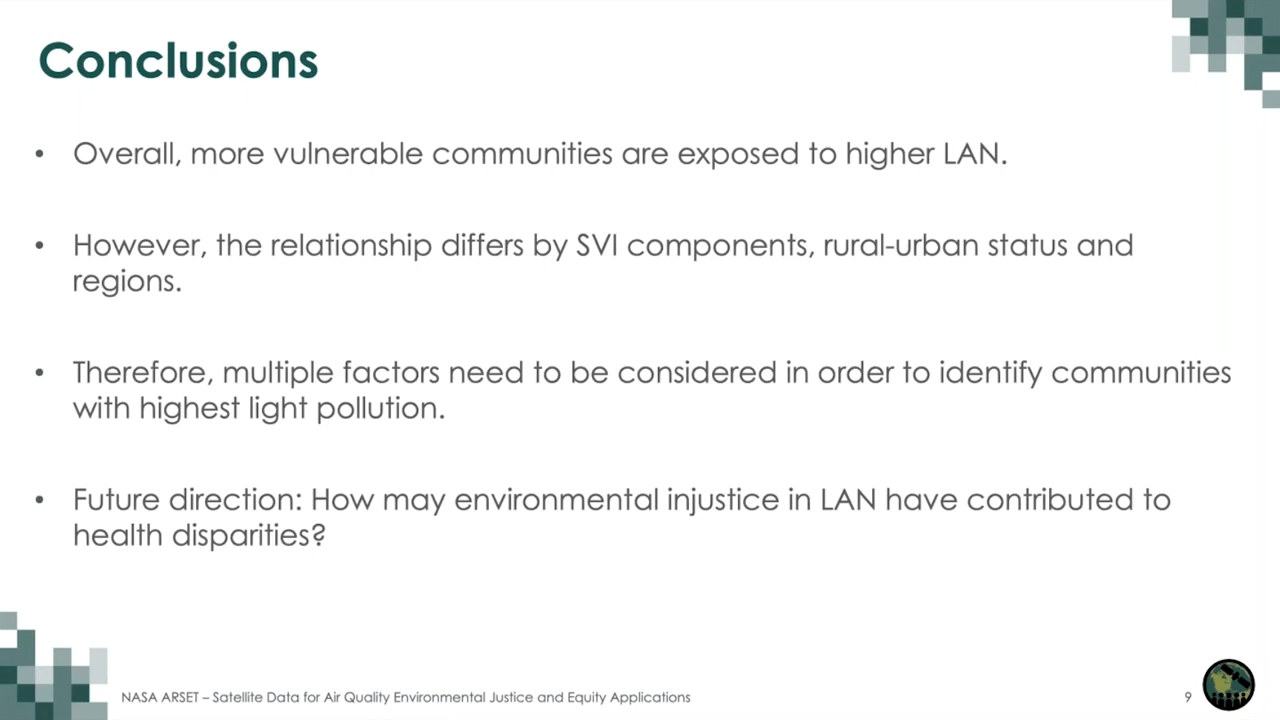 Conclusions
• Overall, more vulnerable communities are exposed to higher LAN.
• However, the relationship differs by SVI components, rural-urban status and
regions.
• Therefore, multiple factors need to be considered in order to identify communities
with highest light pollution.
• Future direction: How may environmental injustice in LAN have contributed to
health disparities?
NASA ARSET – Satellite Data for Air Quality Environmental Justice and Equity Applications
9